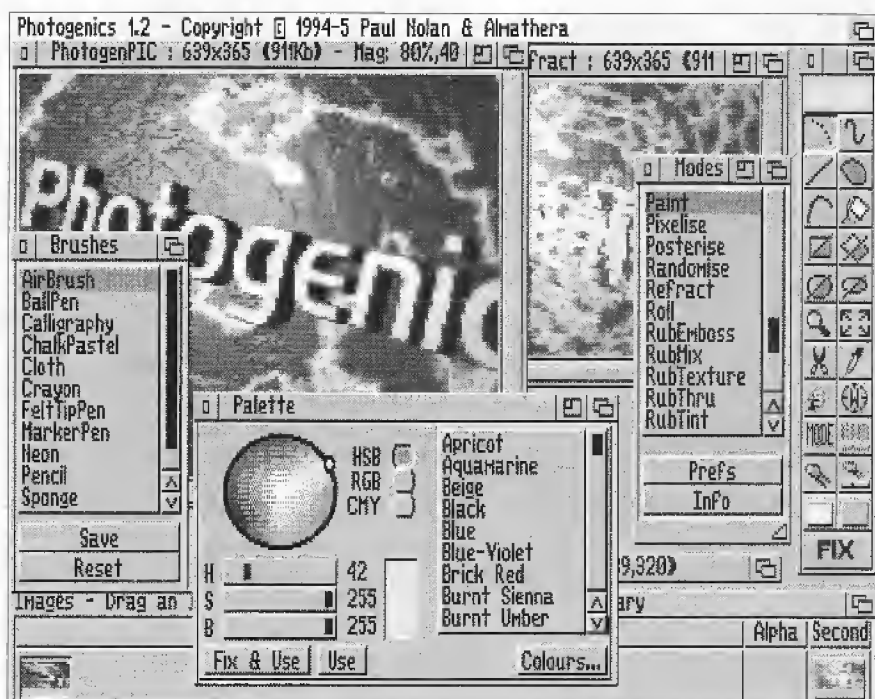 Photogenics 1.2 - Copyright © 1994-5 Paul Nolan & Almathera
PhotogenPIC : 639x365 (911Kb) - Mag: 80%,40
fract : 639x365 (911
Photogenic
Brushes
AirBrush
BallPen
Calligraphy
ChalkPastel
Cloth
Crayon
FeltTipPen
MarkerPen
Neon
Pencil
Sponge
Save
Reset
Modes
Paint
Pixelise
Posterise
Randomise
Refract
Roll
RubEmboss
RubMix
RubTexture
RubThru
RubTint
Prefs
Info
MODE
FIX
Palette
HSB
RGB
CMY
H 42
S 255
B 255
Apricot
Aquamarine
Beige
Black
Blue
Blue-Violet
Brick Red
Burnt Sienna
Burnt Umber
Fix & Use
Use
Colours...
9,320)
Images - Drag an
ary
Alpha
Second